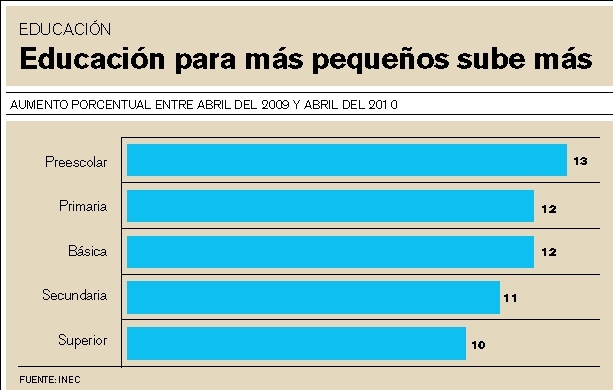 EDUCACIÓN
Educación para más pequeños sube más
AUMENTO PORCENTUAL ENTRE ABRIL DEL 2009 Y ABRIL DEL 2010
Preescolar 13
Primaria 12
Básica 12
Secundaria 11
Superior 10
FUENTE: INEC